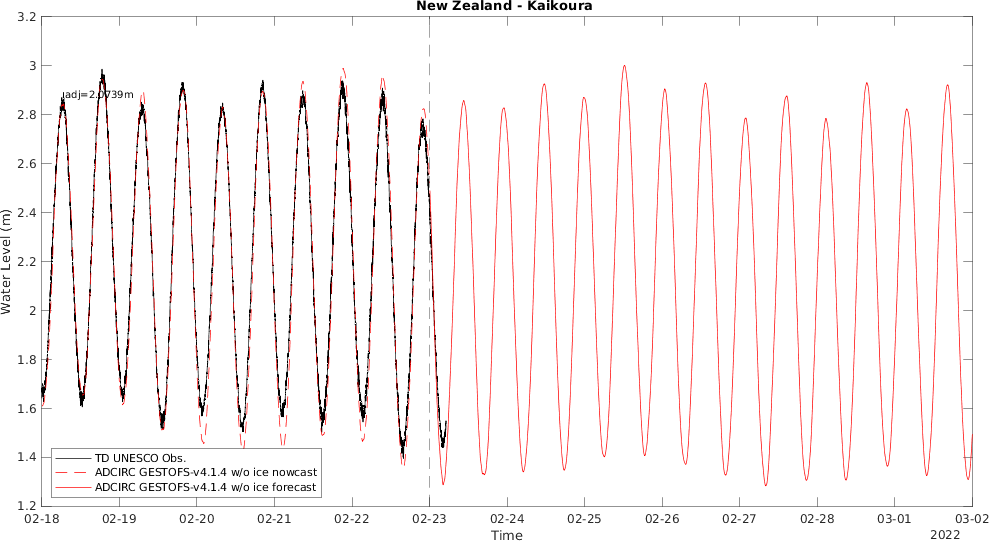 New Zealand - Kaikoura
3.2
3
2.8
2.6
2.4
2.2
2
1.8
1.6
1.4
1.2
Water Level (m)
adj=2.0739m
TD UNESCO Obs.
ADCIRC GESTOFS-v4.1.4 w/o ice nowcast
ADCIRC GESTOFS-v4.1.4 w/o ice forecast
02-18 02-19 02-20 02-21 02-22 02-23 02-24 02-25 02-26 02-27 02-28 03-01 03-02
Time
2022